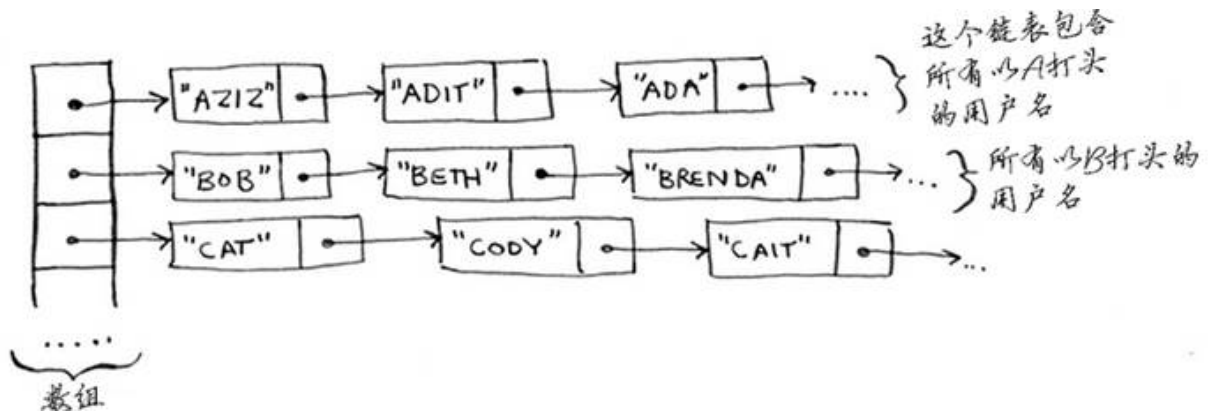 "AZIZ" "ADIT" "ADA" ....
这个链表包含
所有以A打头
的用户名
"BOB" "BETH" "BRENDA" ...
所有以B打头的
用户名
"CAT" "CODY" "CAIT" ...
.....
数组